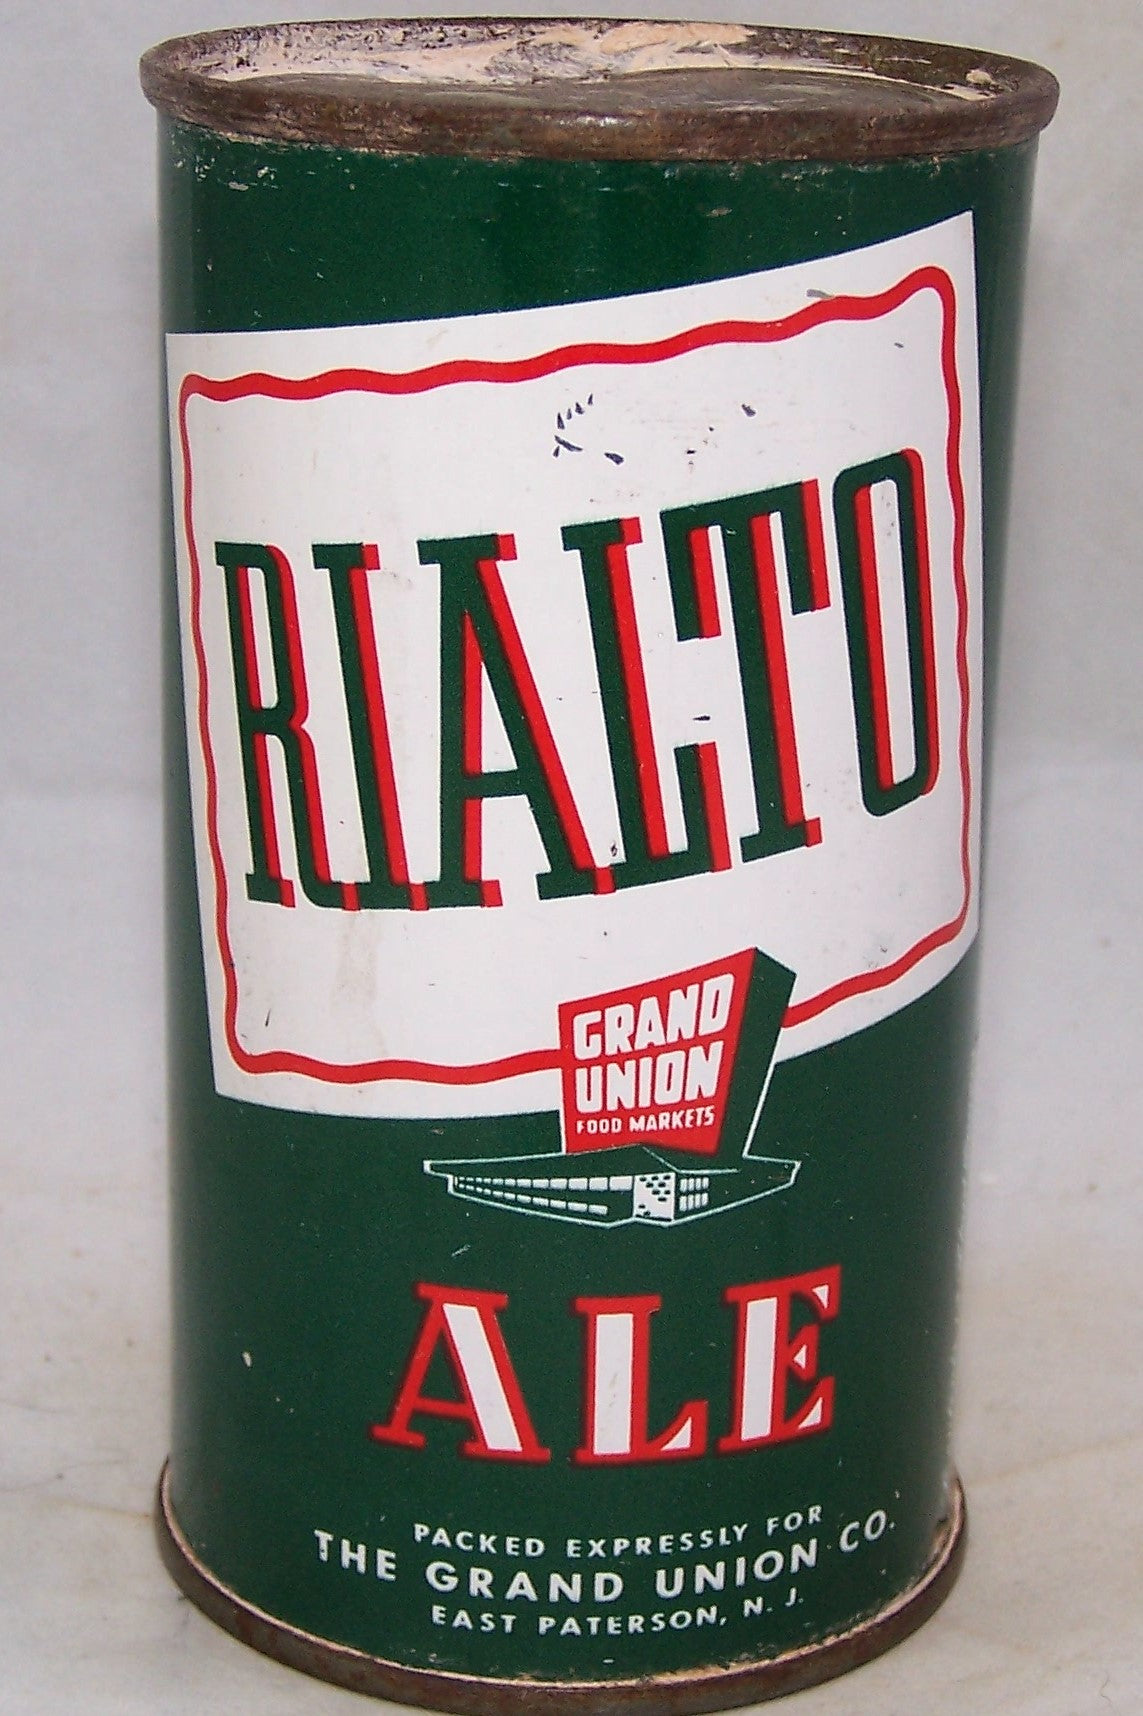 RIALTO
GRAND
UNION
FOOD MARKETS
ALE
PACKED EXPRESSLY FOR
THE GRAND UNION CO.
EAST PATERSON, N. J.